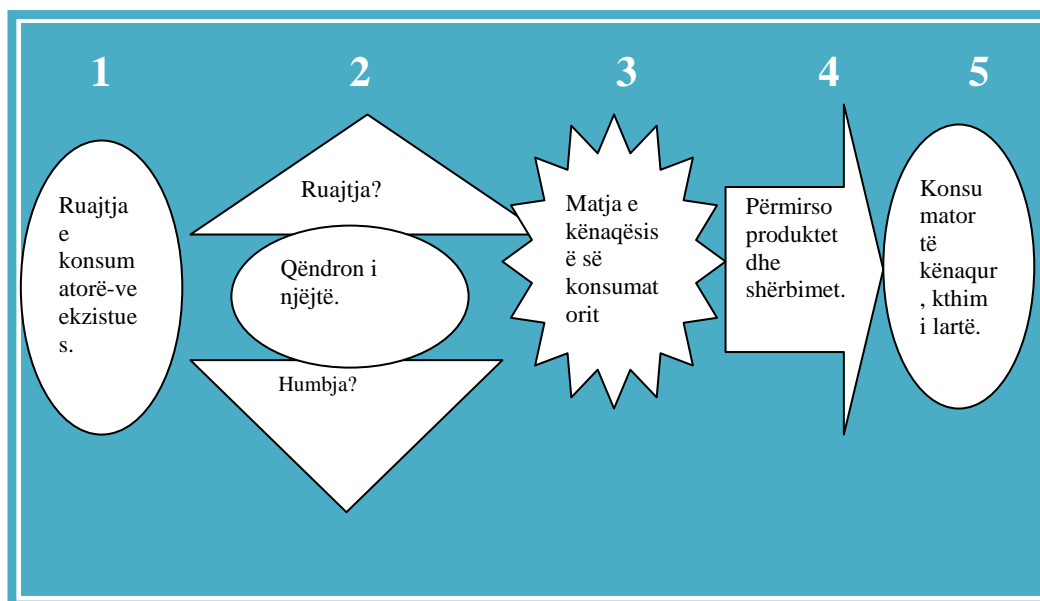 1
2
3
4
5
Ruajtja
e
konsum
atorë-ve
ekzistue
s.
Ruajtja?
Qëndron i
njëjtë.
Humbja?
Matja e
kënaqësis
ë së
konsumat
orit
Përmirso
produktet
dhe
shërbimet.
Konsu
mator
të
kënaqur
, kthim
i lartë.